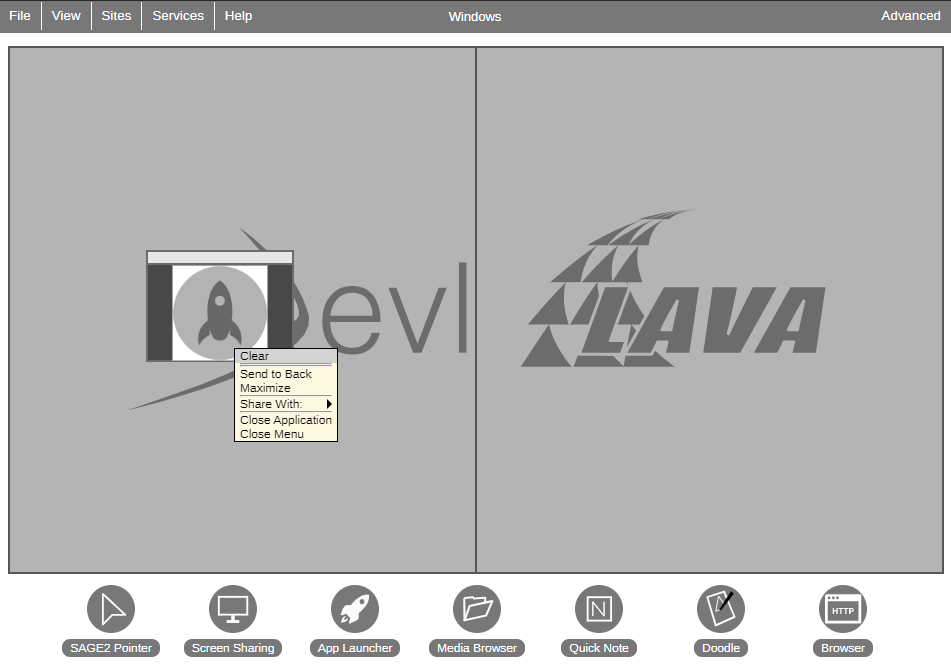 File View Sites Services Help Windows Advanced
evl
LAVA
Clear
Send to Back
Maximize
Share With:
Close Application
Close Menu
N
HTTP
SAGE2 Pointer Screen Sharing App Launcher Media Browser Quick Note Doodle Browser